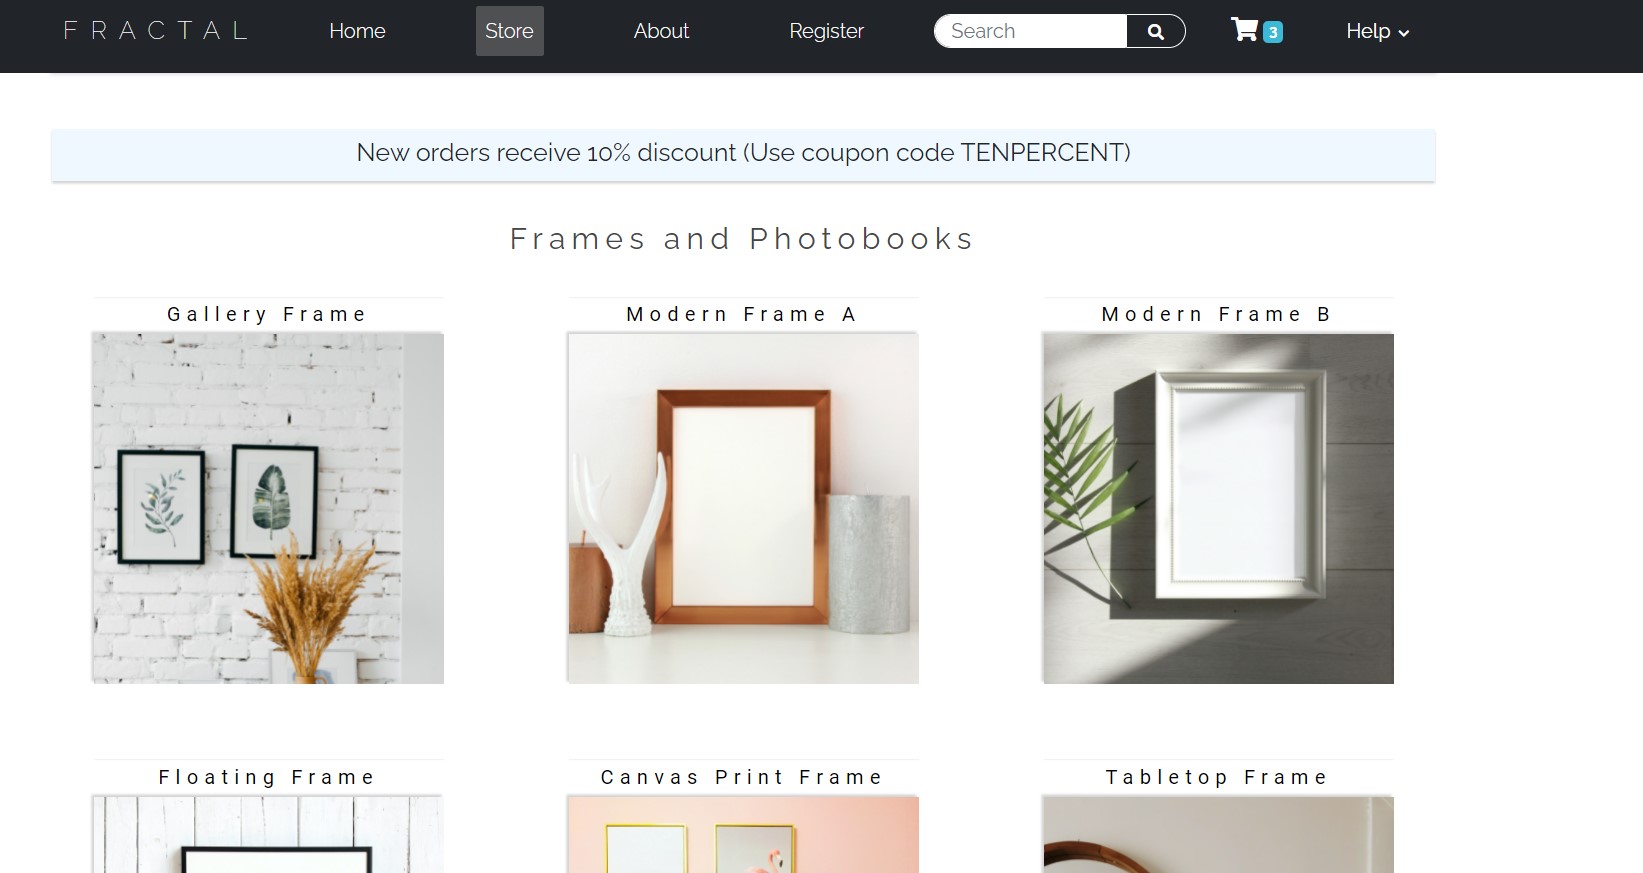 FRACTAL Home Store About Register Search 3 Help
New orders receive 10% discount (Use coupon code TENPERCENT)
Frames and Photobooks
Gallery Frame Modern Frame A Modern Frame B
Floating Frame Canvas Print Frame Tabletop Frame